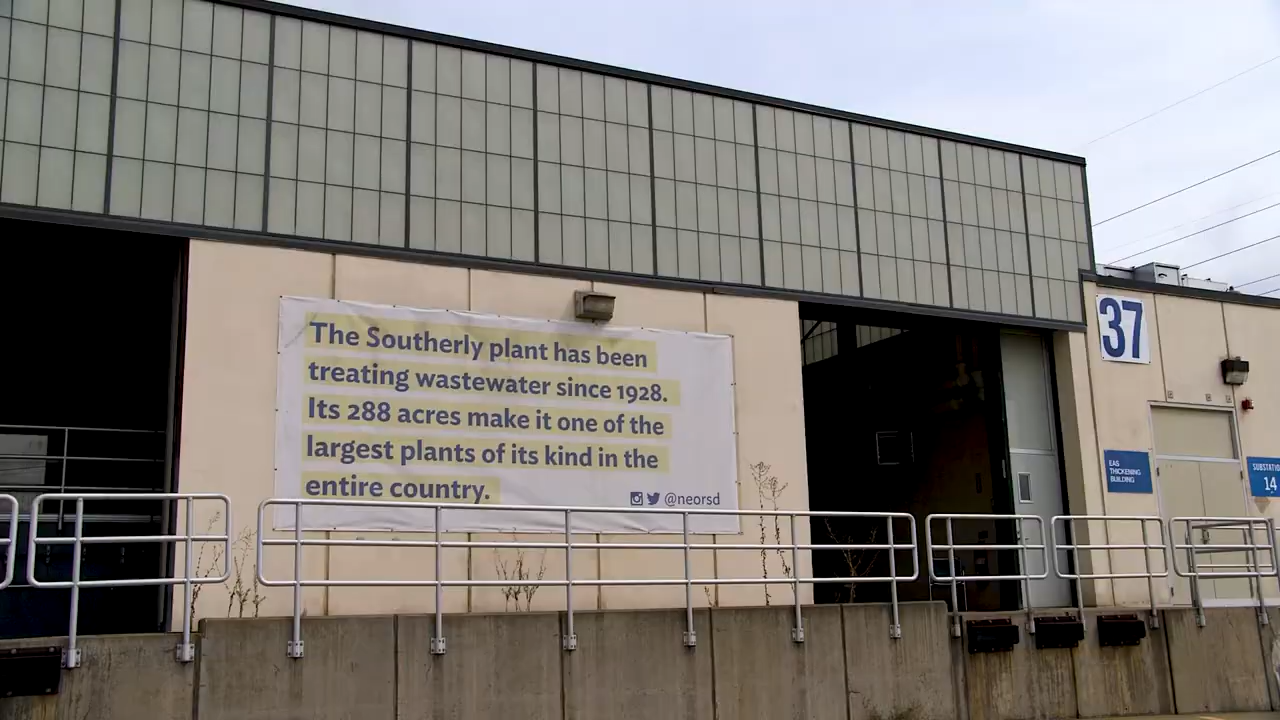 The Southerly plant has been
treating wastewater since 1928.
Its 288 acres make it one of the
largest plants of its kind in the
entire country.
@neorsd
37
EAS
THICKENING
BUILDING
SUBSTATION
14